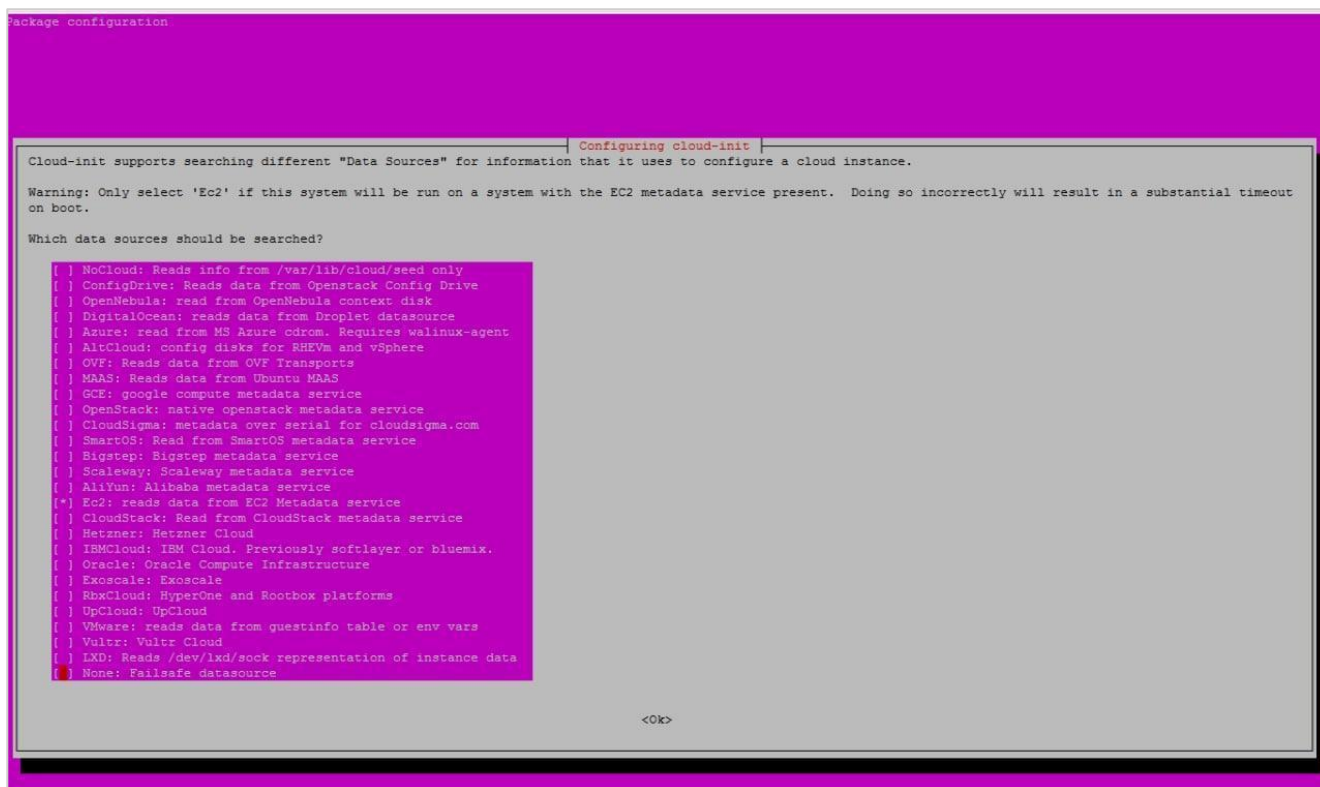 Package configuration
Configuring cloud-init
Cloud-init supports searching different "Data Sources" for information that it uses to configure a cloud instance.
Warning: Only select 'Ec2' if this system will be run on a system with the EC2 metadata service present.  Doing so incorrectly will result in a substantial timeout
on boot.
Which data sources should be searched?
[ ] NoCloud: Reads info from /var/lib/cloud/seed only
[ ] ConfigDrive: Reads data from Openstack Config Drive
[ ] OpenNebula: read from OpenNebula context disk
[ ] DigitalOcean: reads data from Droplet datasource
[ ] Azure: read from MS Azure cdrom. Requires walinux-agent
[ ] AltCloud: config disks for RHEVm and vSphere
[ ] OVF: Reads data from OVF Transports
[ ] MAAS: Reads data from Ubuntu MAAS
[ ] GCE: google compute metadata service
[ ] OpenStack: native openstack metadata service
[ ] CloudSigma: metadata over serial for cloudsigma.com
[ ] SmartOS: Read from SmartOS metadata service
[ ] Bigstep: Bigstep metadata service
[ ] Scaleway: Scaleway metadata service
[ ] AliYun: Alibaba metadata service
[*] Ec2: reads data from EC2 Metadata service
[ ] CloudStack: Read from CloudStack metadata service
[ ] Hetzner: Hetzner Cloud
[ ] IBMCloud: IBM Cloud. Previously softlayer or bluemix.
[ ] Oracle: Oracle Compute Infrastructure
[ ] Exoscale: Exoscale
[ ] RbxCloud: HyperOne and Rootbox platforms
[ ] UpCloud: UpCloud
[ ] VMware: reads data from guestinfo table or env vars
[ ] Vultr: Vultr Cloud
[ ] LXD: Reads /dev/lxd/sock representation of instance data
[ ] None: Failsafe datasource
<Ok>